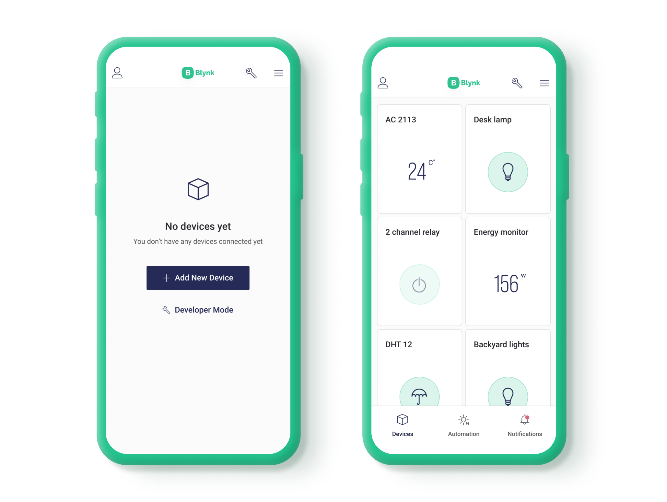 B Blynk
No devices yet
You don't have any devices connected yet
+ Add New Device
Developer Mode
B Blynk
AC 2113
Desk lamp
24 C°
2 channel relay
Energy monitor
156 W
DHT 12
Backyard lights
Devices
Automation
Notifications